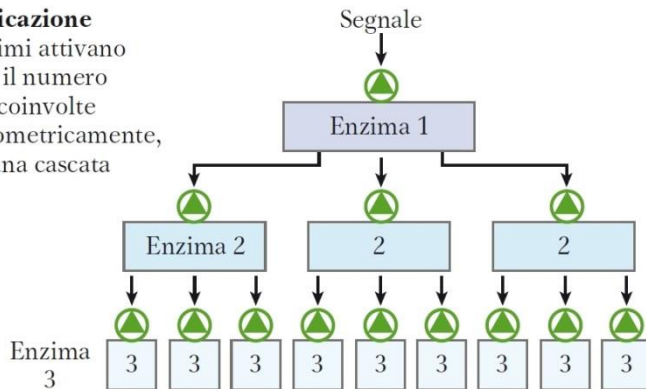 icazione
imi attivano
il numero
coinvolte
ometricamente,
una cascata
Segnale
Enzima 1
Enzima 2 2 2
Enzima
3
3 3 3 3 3 3 3 3 3